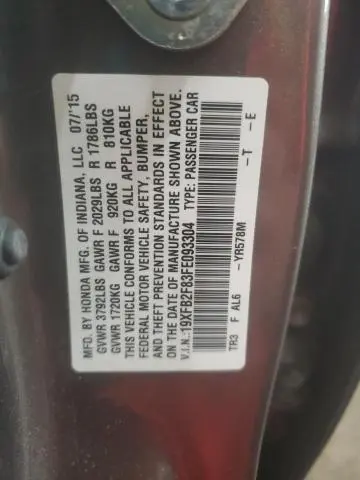 MFD. BY HONDA MFG. OF INDIANA, LLC 07/'15
GVWR 3792LBS GAWR F 2029LBS R 1786LBS
GVWR 1720KG GAWR F 920KG R 810KG
THIS VEHICLE CONFORMS TO ALL APPLICABLE
FEDERAL MOTOR VEHICLE SAFETY, BUMPER,
AND THEFT PREVENTION STANDARDS IN EFFECT
ON THE DATE OF MANUFACTURE SHOWN ABOVE.
V.I.N.:19XFB2F83FE093304 TYPE: PASSENGER CAR
YR578M -T -E
TR3 F AL6